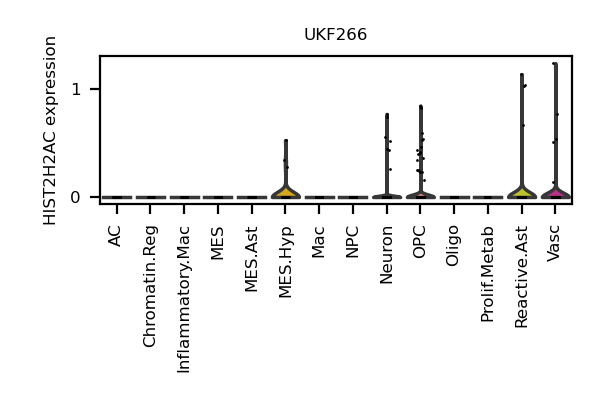 UKF266
HIST2H2AC expression
1
0
AC
Chromatin.Reg
Inflammatory.Mac
MES
MES.Ast
MES.Hyp
Mac
NPC
Neuron
OPC
Oligo
Prolif.Metab
Reactive.Ast
Vasc